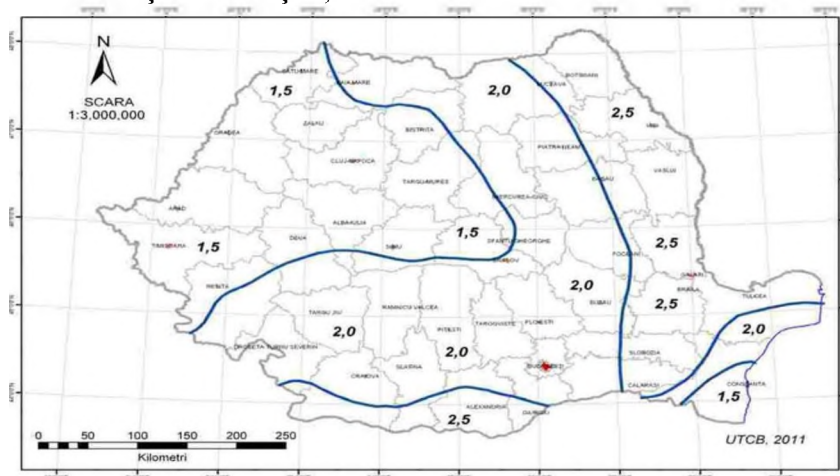 N
SCARA
1:3.000,000
SATU MARE
BAIA MARE
SUCEAVA
BOTOSANI
1,5
2,0
2,5
ORADEA
ZALAU
BISTRITA
IASI
CLUJ-NAPOCA
PIATRA-NEAMT
TARGU-MURES
BACAU
VASLUI
MIERCUREA-CIUC
ARAD
ALBA IULIA
DEVA
SIBIU
TIMISOARA
1,5
1,5
SFANTU GHEORGHE
BRASOV
FOCSANI
2,5
GALATI
RESITA
2,0
BUZAU
BRAILA
2,5
TULCEA
TARGU JIU
RAMNICU VALCEA
2,0
PITESTI
TARGOVISTE
PLOIESTI
2,0
DROBETA-TURNU SEVERIN
2,0
SLOBOZIA
CRAIOVA
SLATINA
BUCURESTI
CALARASI
CONSTANTA
1,5
ALEXANDRIA
GIURGIU
2,5
0 50 100 150 200 250
Kilometri
UTCB, 2011